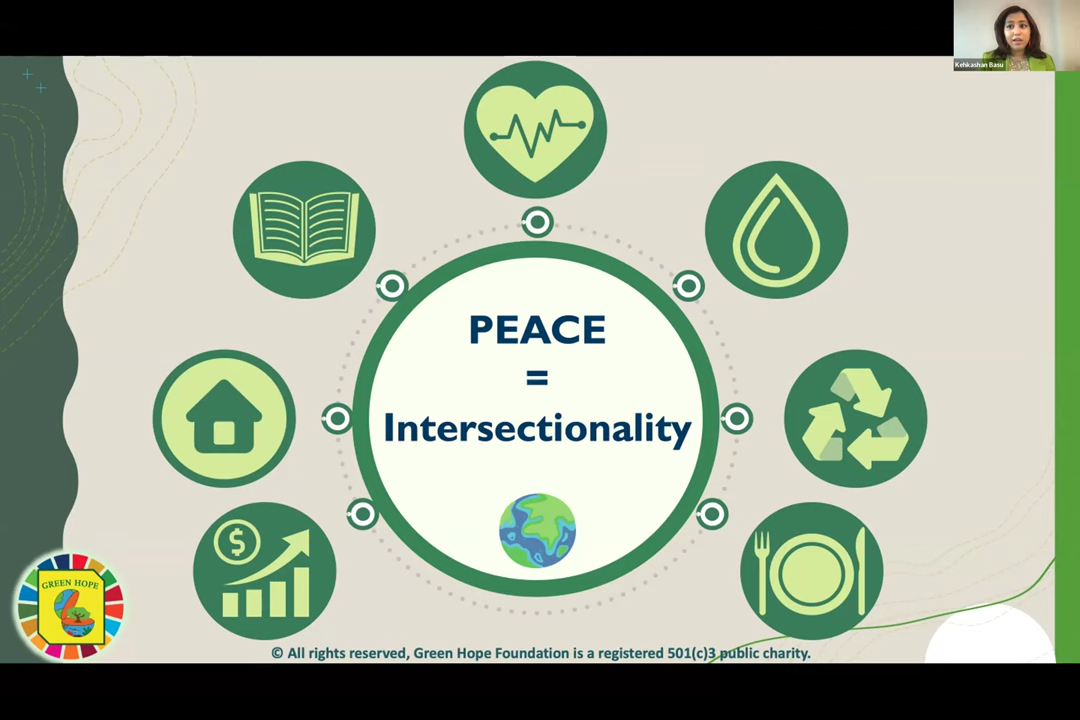 Kehkashan Basu
PEACE
=
Intersectionality
$
GREEN HOPE
© All rights reserved, Green Hope Foundation is a registered 501(c)3 public charity.